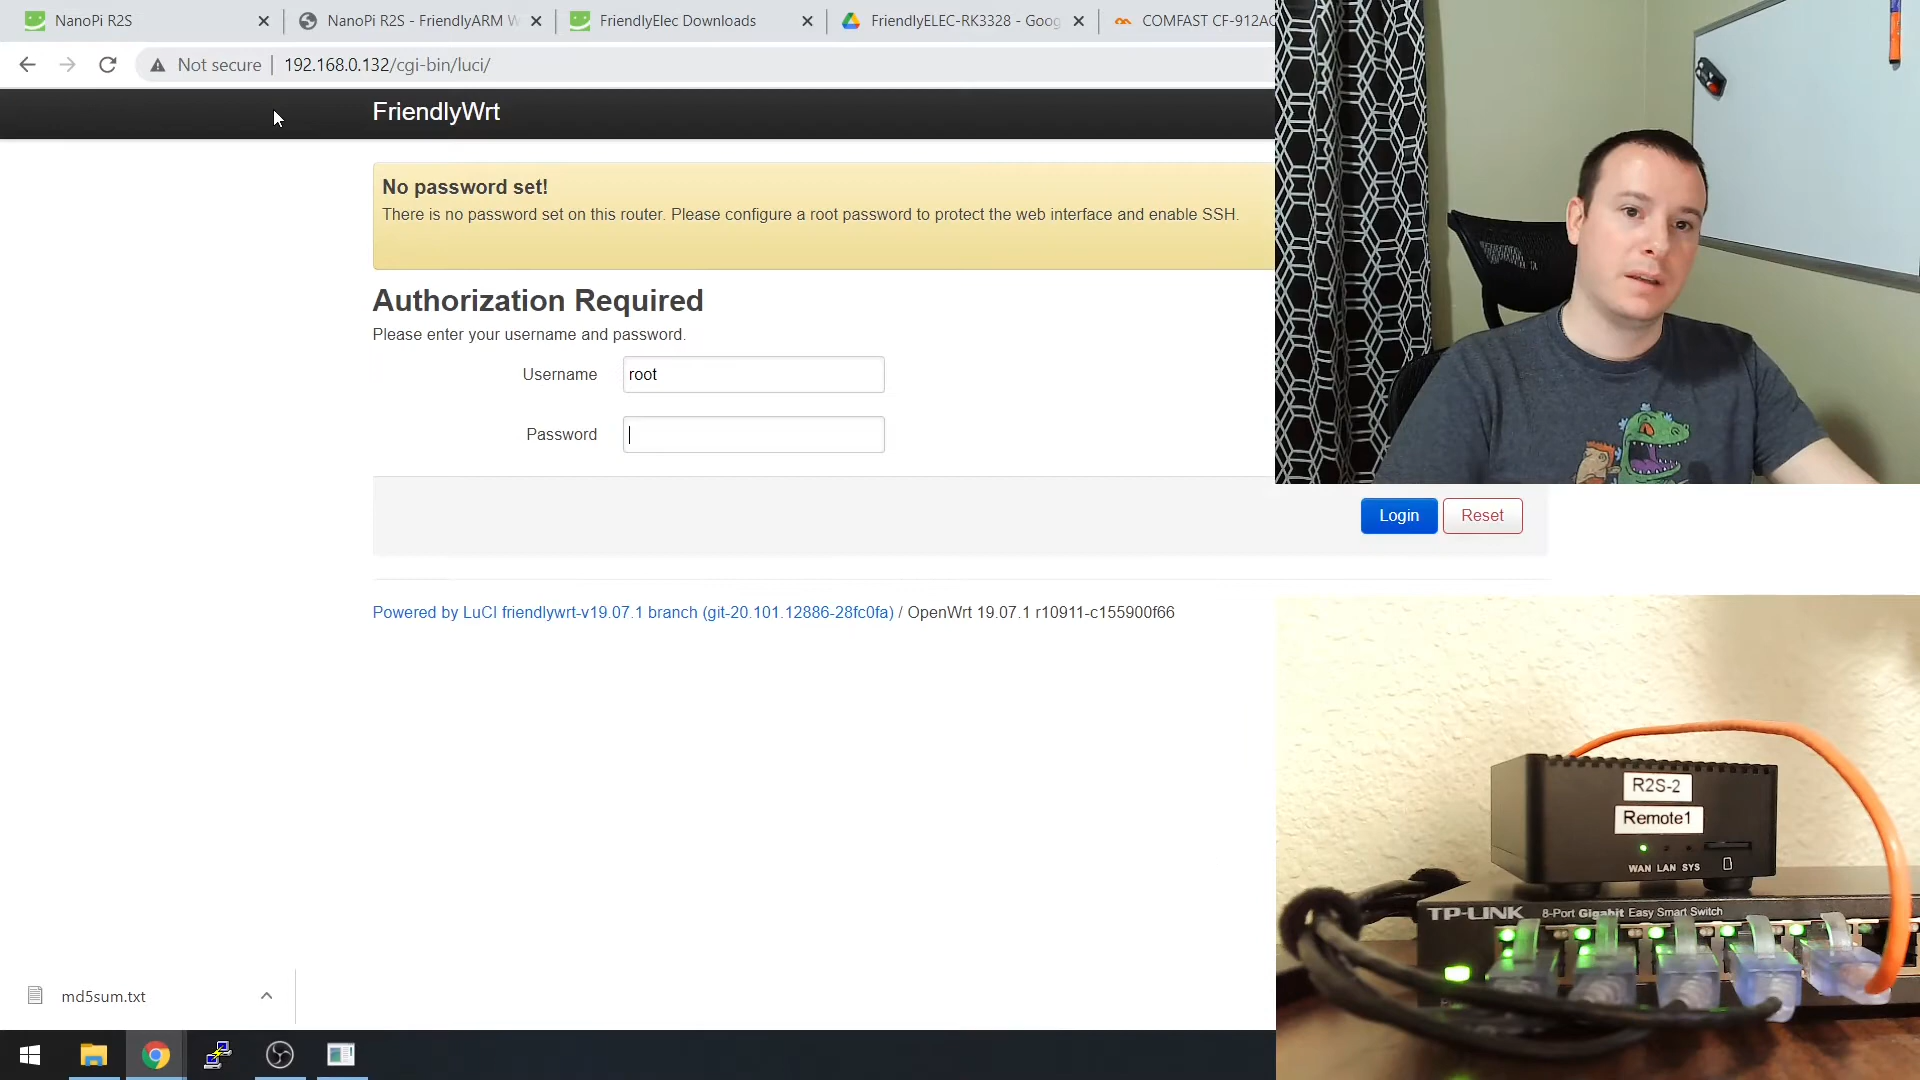 NanoPi R2S
NanoPi R2S - FriendlyARM W
FriendlyElec Downloads
FriendlyELEC-RK3328 - Goog
COMFAST CF-912AC
Not secure
192.168.0.132/cgi-bin/luci/
FriendlyWrt
No password set!
There is no password set on this router. Please configure a root password to protect the web interface and enable SSH.
Authorization Required
Please enter your username and password.
Username
root
Password
Login
Reset
Powered by LuCI friendlywrt-v19.07.1 branch (git-20.101.12886-28fc0fa) / OpenWrt 19.07.1 r10911-c155900f66
R2S-2
Remote1
WAN LAN SYS
TP-LINK 8-Port Gigabit Easy Smart Switch
md5sum.txt